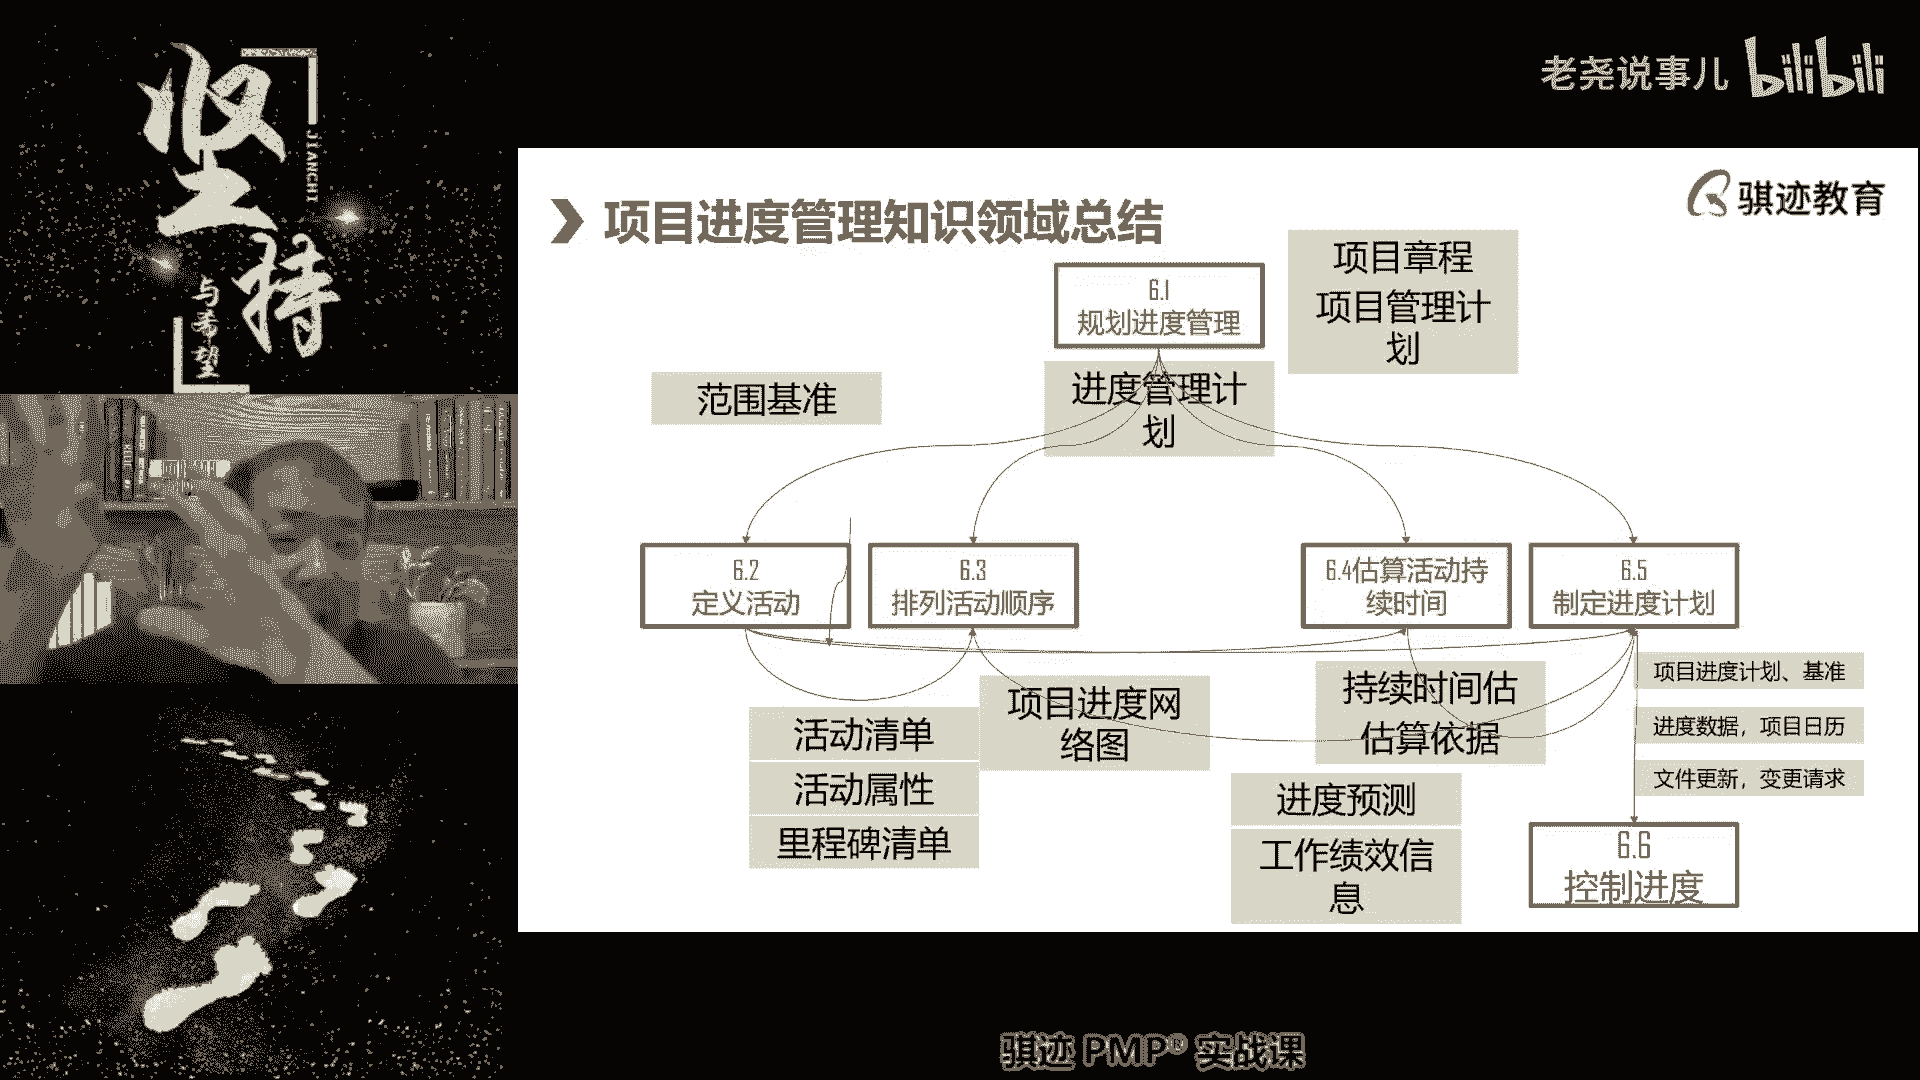 坚持
JIANCHI
与希望
老尧说事儿 bilibili
骐迹教育
项目进度管理知识领域总结
6.1
规划进度管理
项目章程
项目管理计
划
范围基准
进度管理计
划
6.2
定义活动
6.3
排列活动顺序
6.4估算活动持
续时间
6.5
制定进度计划
活动清单
活动属性
里程碑清单
项目进度网
络图
持续时间估
估算依据
进度预测
工作绩效信
息
项目进度计划、基准
进度数据，项目日历
文件更新，变更请求
6.6
控制进度
骐迹 PMP® 实战课